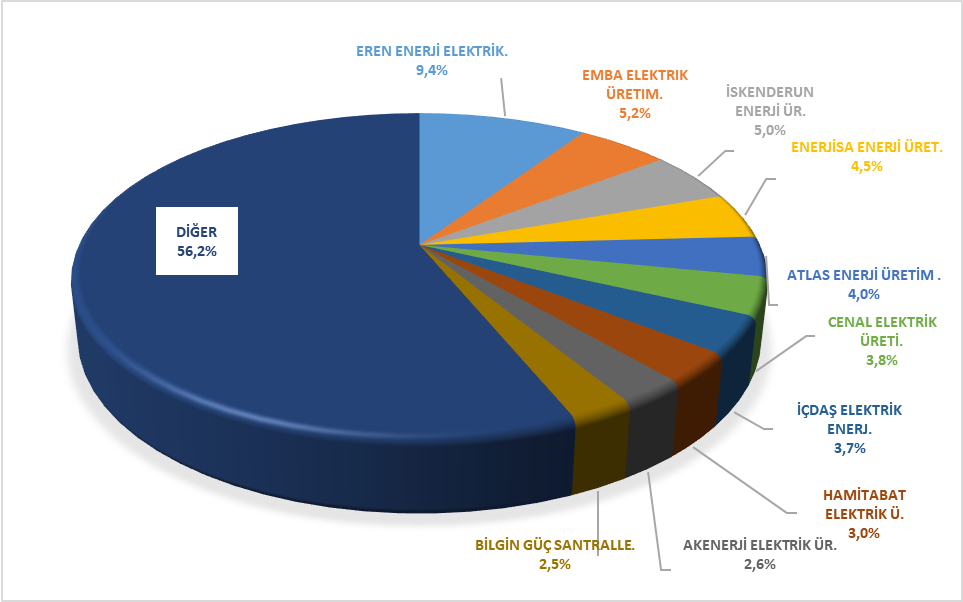 EREN ENERJİ ELEKTRİK.
9,4%
EMBA ELEKTRIK
ÜRETIM.
5,2%
İSKENDERUN
ENERJİ ÜR.
5,0%
ENERJİSA ENERJİ ÜRET.
4,5%
ATLAS ENERJİ ÜRETİM .
4,0%
CENAL ELEKTRİK
ÜRETİ.
3,8%
İÇDAŞ ELEKTRİK
ENERJ.
3,7%
HAMİTABAT
ELEKTRİK Ü.
3,0%
AKENERJİ ELEKTRİK ÜR.
2,6%
BİLGİN GÜÇ SANTRALLE.
2,5%
DİĞER
56,2%